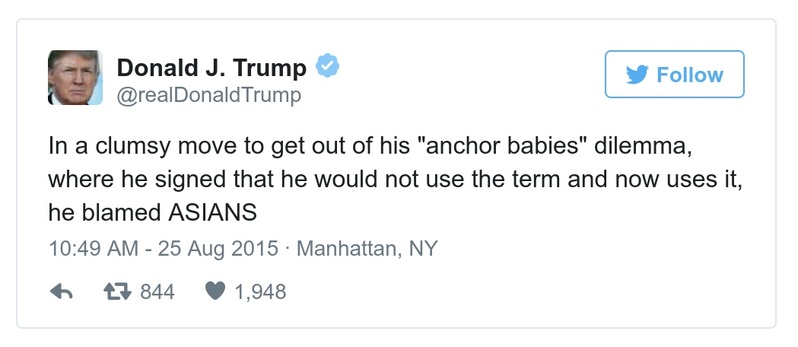 Donald J. Trump
@realDonaldTrump
Follow
In a clumsy move to get out of his "anchor babies" dilemma,
where he signed that he would not use the term and now uses it,
he blamed ASIANS
10:49 AM - 25 Aug 2015 · Manhattan, NY
844 1,948